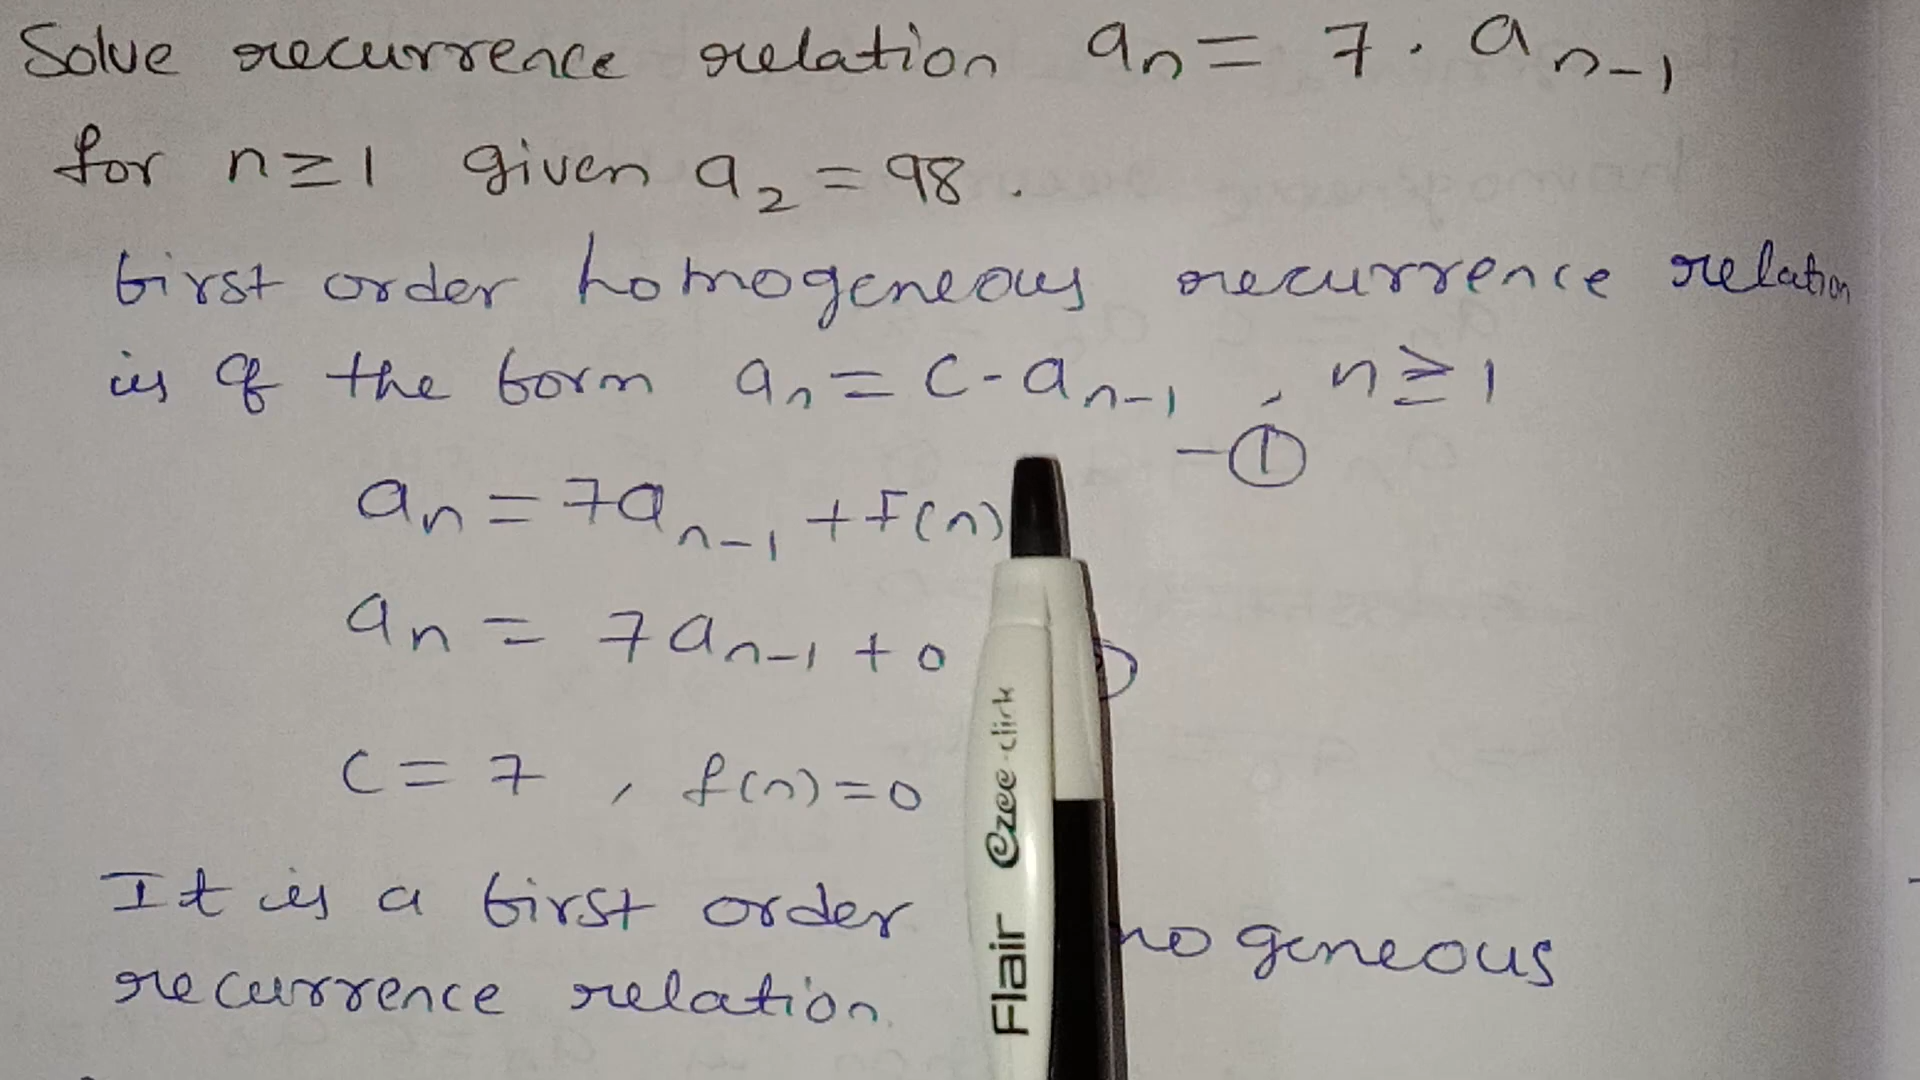 Solve recurrence relation aₙ = 7 . aₙ₋₁
for n ≥ 1 given a₂ = 98 .
first order homogeneous recurrence relation
is of the form aₙ = c - aₙ₋₁ , n ≥ 1
- ①
aₙ = 7aₙ₋₁ + f(n)
aₙ = 7aₙ₋₁ + 0
c = 7 , f(n) = 0
It is a first order mogeneous
recurrence relation.
Flair ezee-click